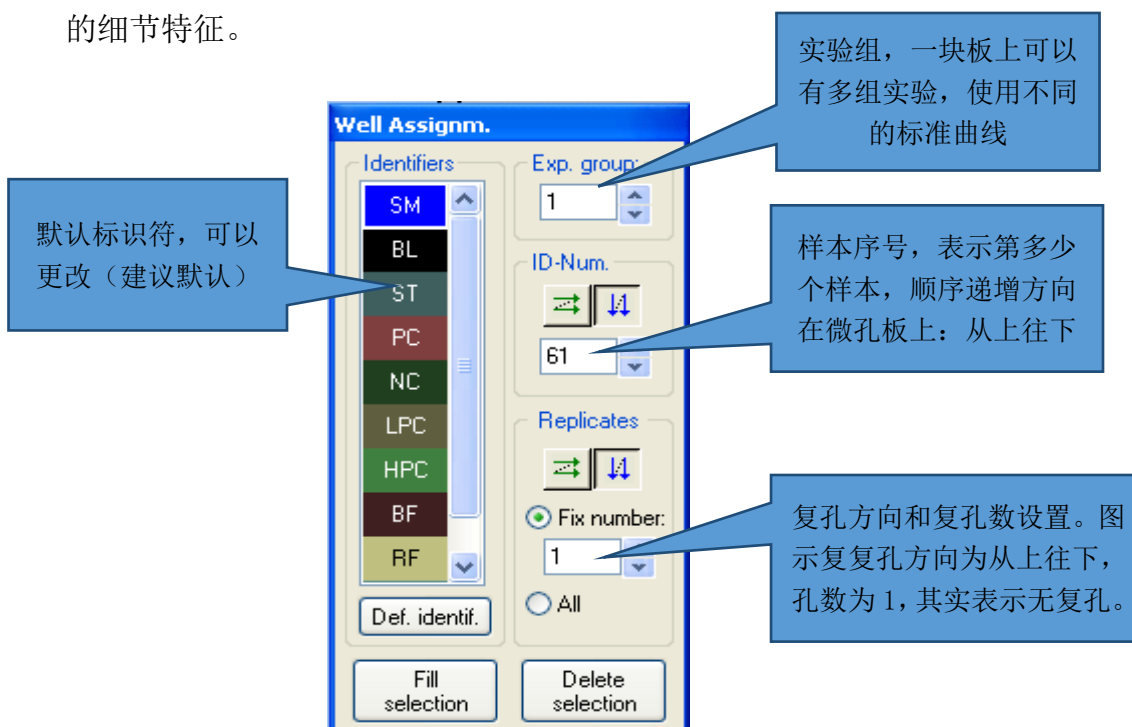 的细节特征。
实验组，一块板上可以
有多组实验，使用不同
的标准曲线
Well Assignm.
Identifiers
SM
BL
ST
PC
NC
LPC
HPC
BF
RF
Def. identif.
Fill
selection
Exp. group:
1
ID-Num.
61
Replicates
Fix number:
1
All
Delete
selection
默认标识符，可以
更改（建议默认）
样本序号，表示第多少
个样本，顺序递增方向
在微孔板上：从上往下
复孔方向和复孔数设置。图
示复复孔方向为从上往下，
孔数为 1，其实表示无复孔。